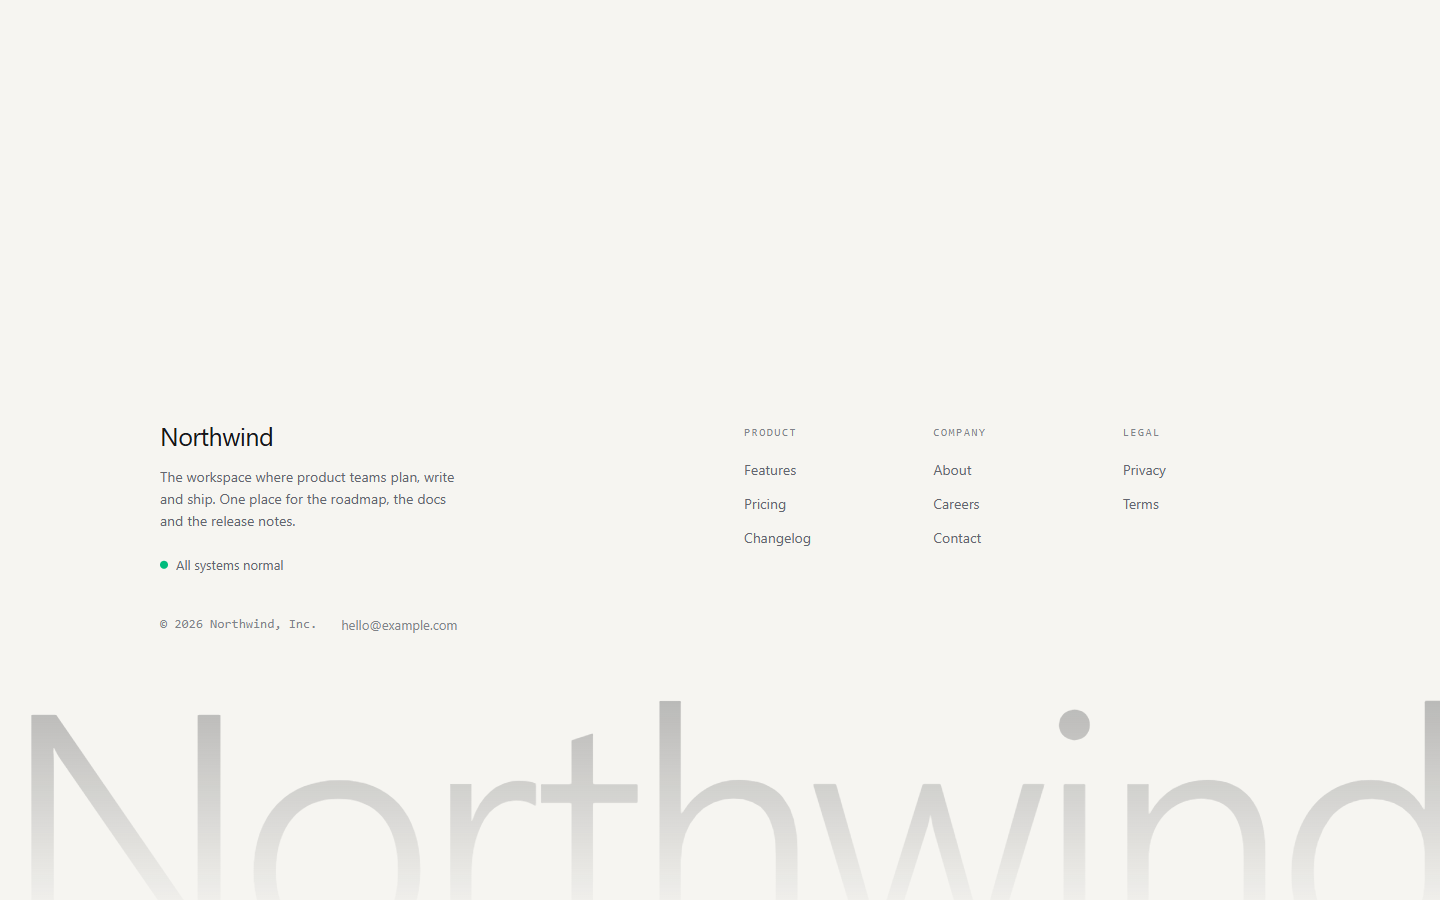 Northwind
The workspace where product teams plan, write
and ship. One place for the roadmap, the docs
and the release notes.
All systems normal
© 2026 Northwind, Inc. hello@example.com
PRODUCT
Features
Pricing
Changelog
COMPANY
About
Careers
Contact
LEGAL
Privacy
Terms
Northwind